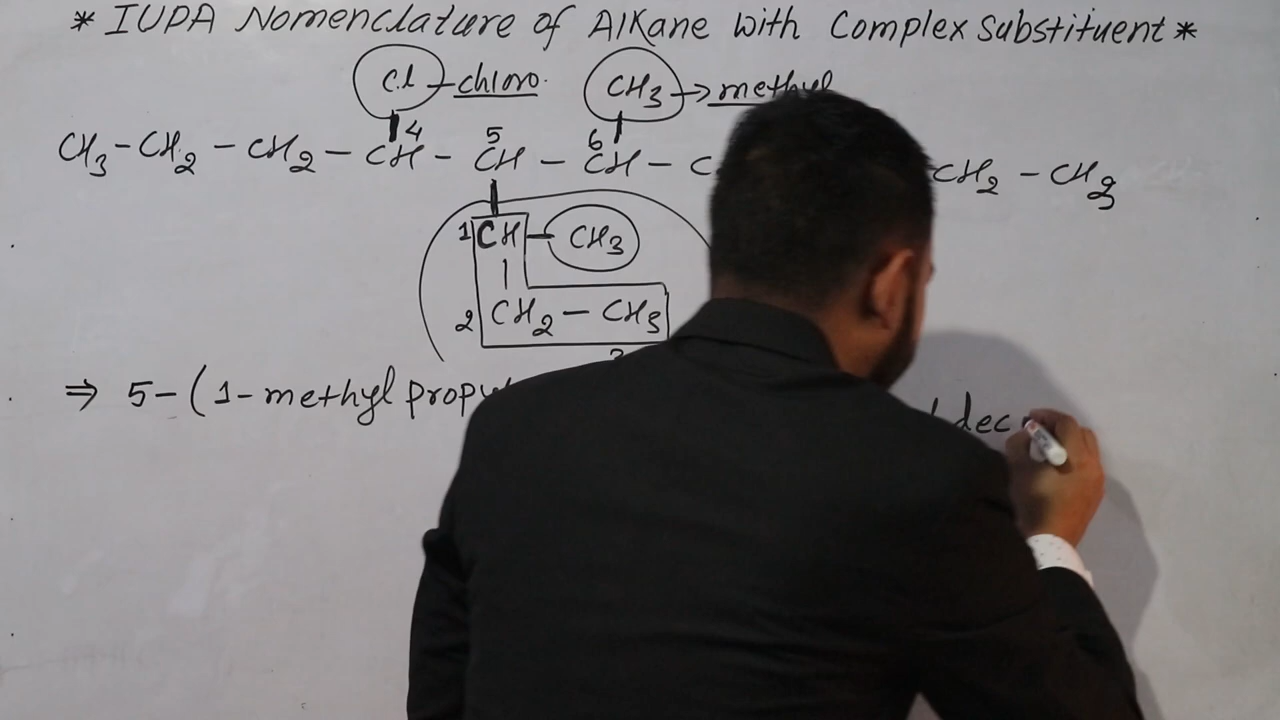 * IUPA Nomenclature of Alkane with Complex Substituent *
Cl - chloro. CH3 → methyl
4 5 6
CH3 - CH2 - CH2 - CH - CH - CH - C -CH2 - CH3
1 CH - CH3
2 CH2 - CH3
⇒ 5-(1-methyl propy dec